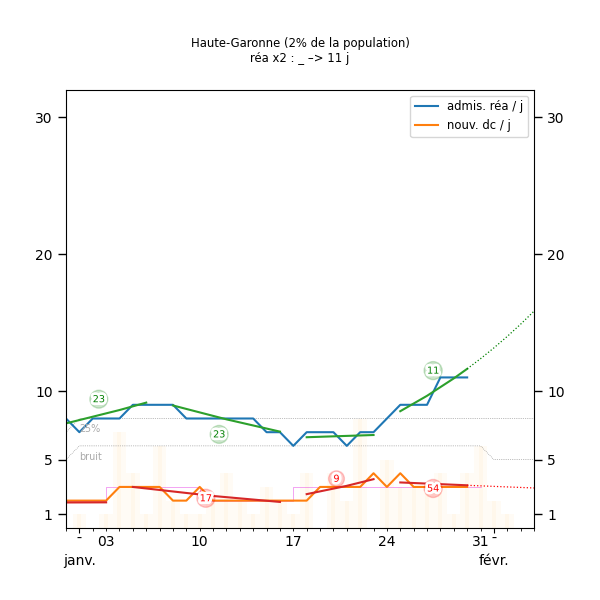 Haute-Garonne (2% de la population)
réa x2 : _ –> 11 j
admis. réa / j
nouv. dc / j
30
30
20
20
10
10
5
5
1
1
23
23
11
25%
bruit
17
9
54
- 03 10 17 24 31 -
janv. févr.